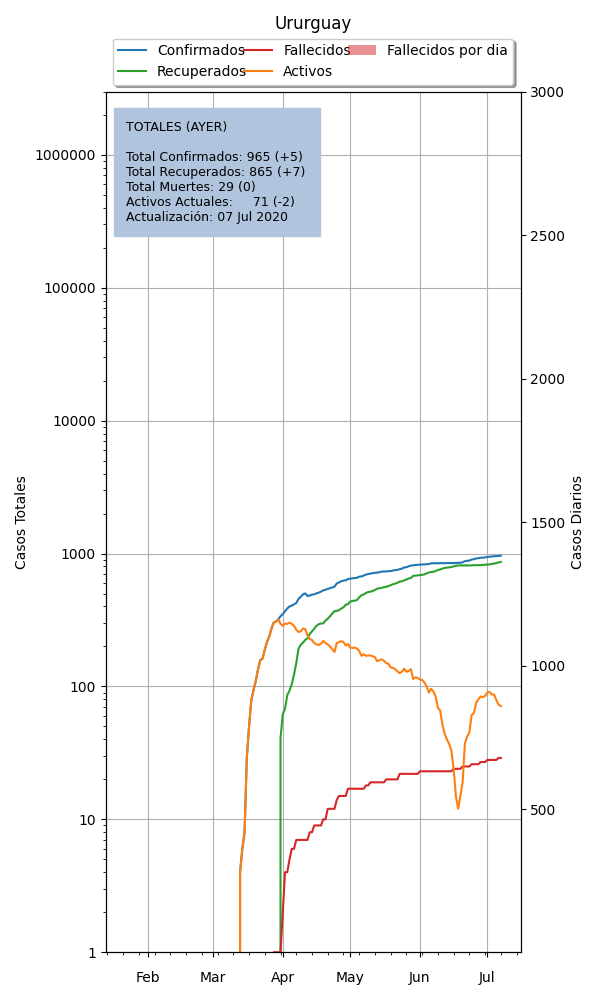 Ururguay
Confirmados
Recuperados
Fallecidos
Activos
Fallecidos por dia
TOTALES (AYER)
Total Confirmados: 965 (+5)
Total Recuperados: 865 (+7)
Total Muertes: 29 (0)
Activos Actuales: 71 (-2)
Actualización: 07 Jul 2020
Casos Totales
1000000
100000
10000
1000
100
10
1
Casos Diarios
3000
2500
2000
1500
1000
500
Feb Mar Apr May Jun Jul